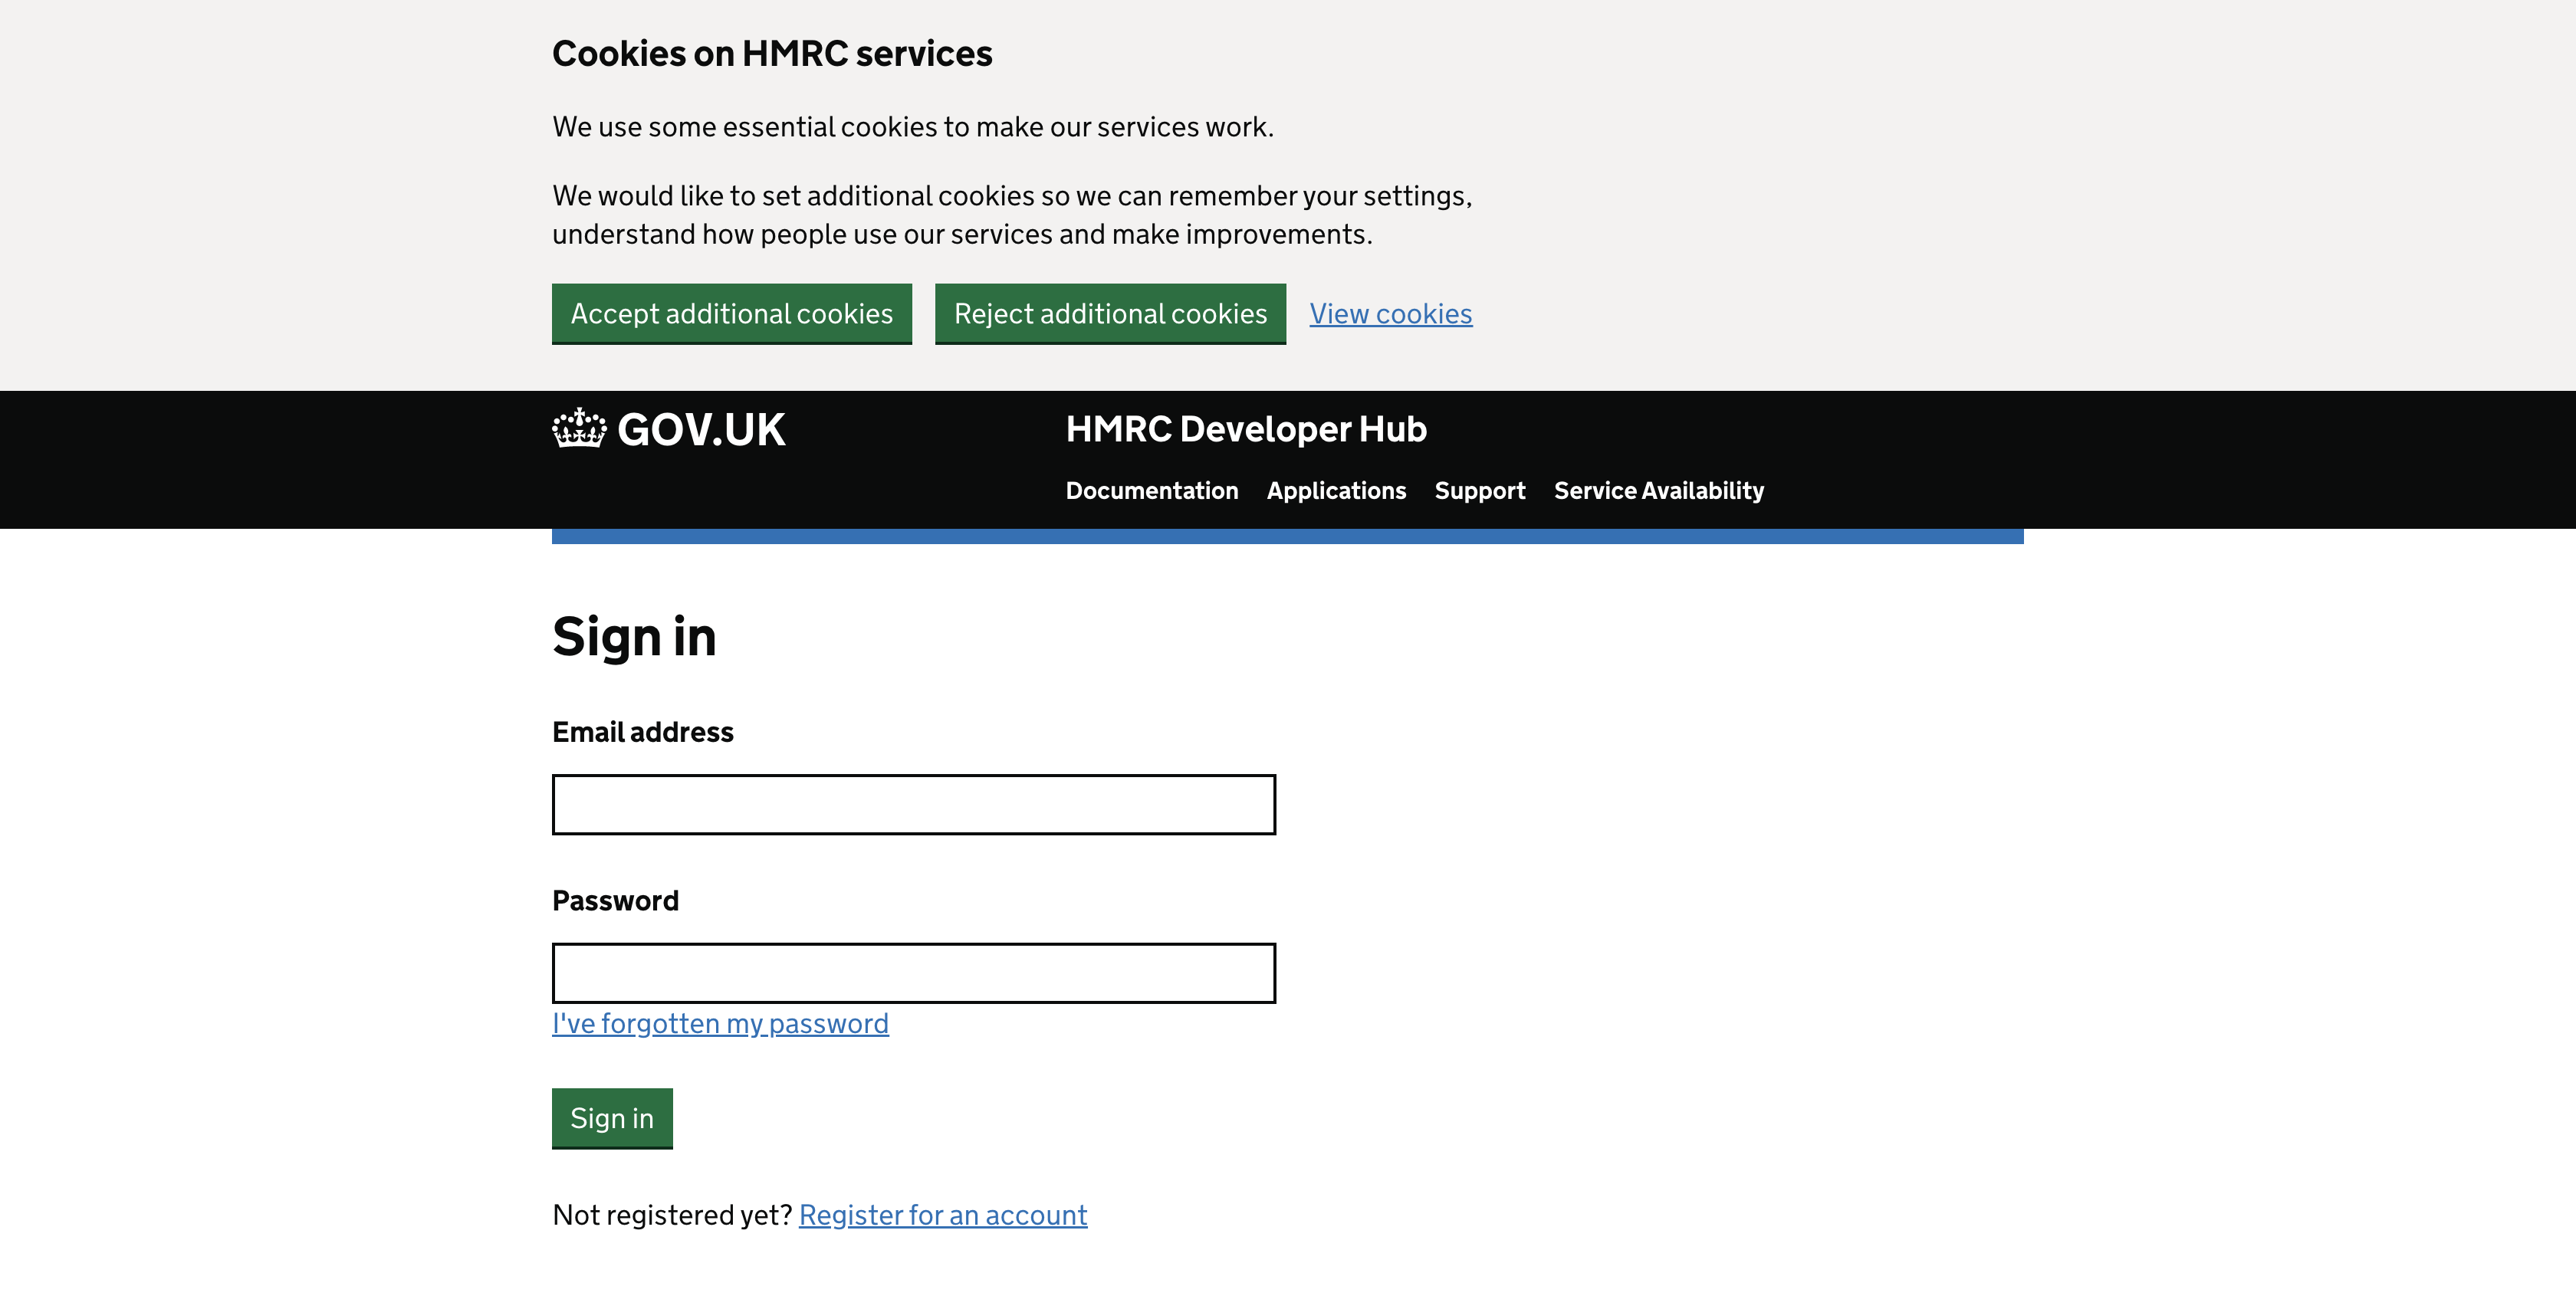 Cookies on HMRC services
We use some essential cookies to make our services work.
We would like to set additional cookies so we can remember your settings,
understand how people use our services and make improvements.
Accept additional cookies Reject additional cookies View cookies
GOV.UK HMRC Developer Hub
Documentation Applications Support Service Availability
Sign in
Email address
Password
I've forgotten my password
Sign in
Not registered yet? Register for an account